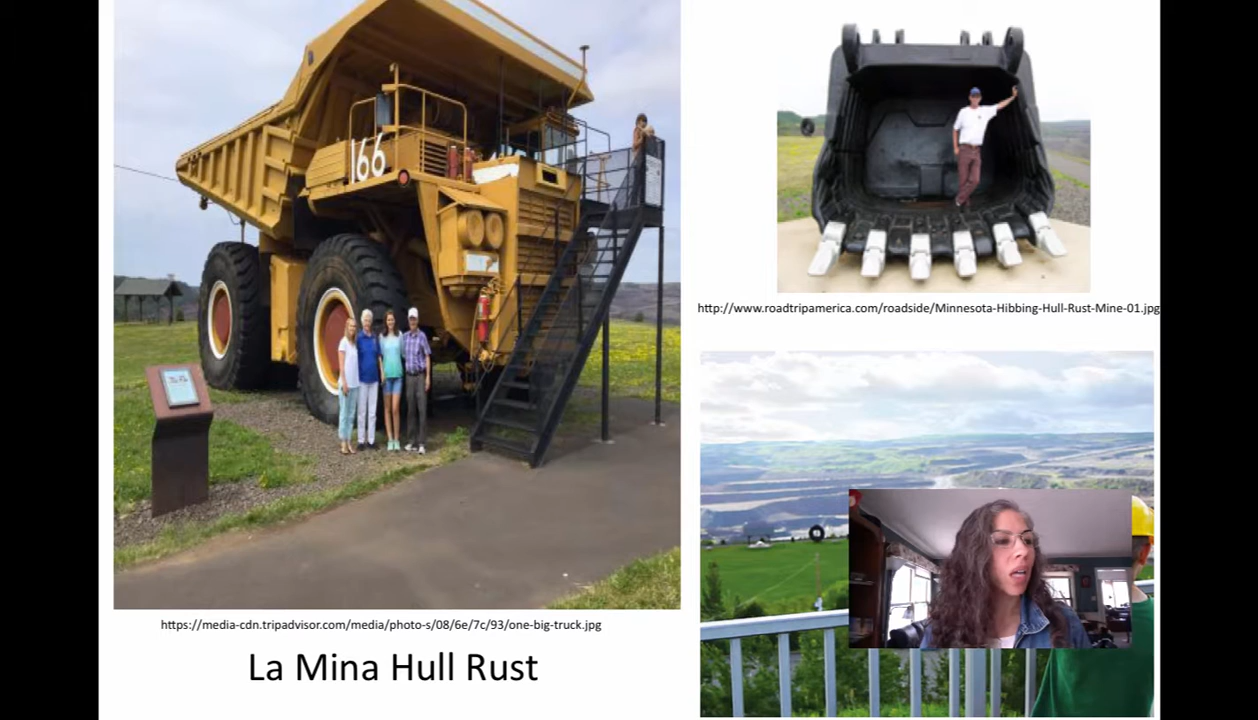 166
https://media-cdn.tripadvisor.com/media/photo-s/08/6e/7c/93/one-big-truck.jpg
La Mina Hull Rust
http://www.roadtripamerica.com/roadside/Minnesota-Hibbing-Hull-Rust-Mine-01.jpg